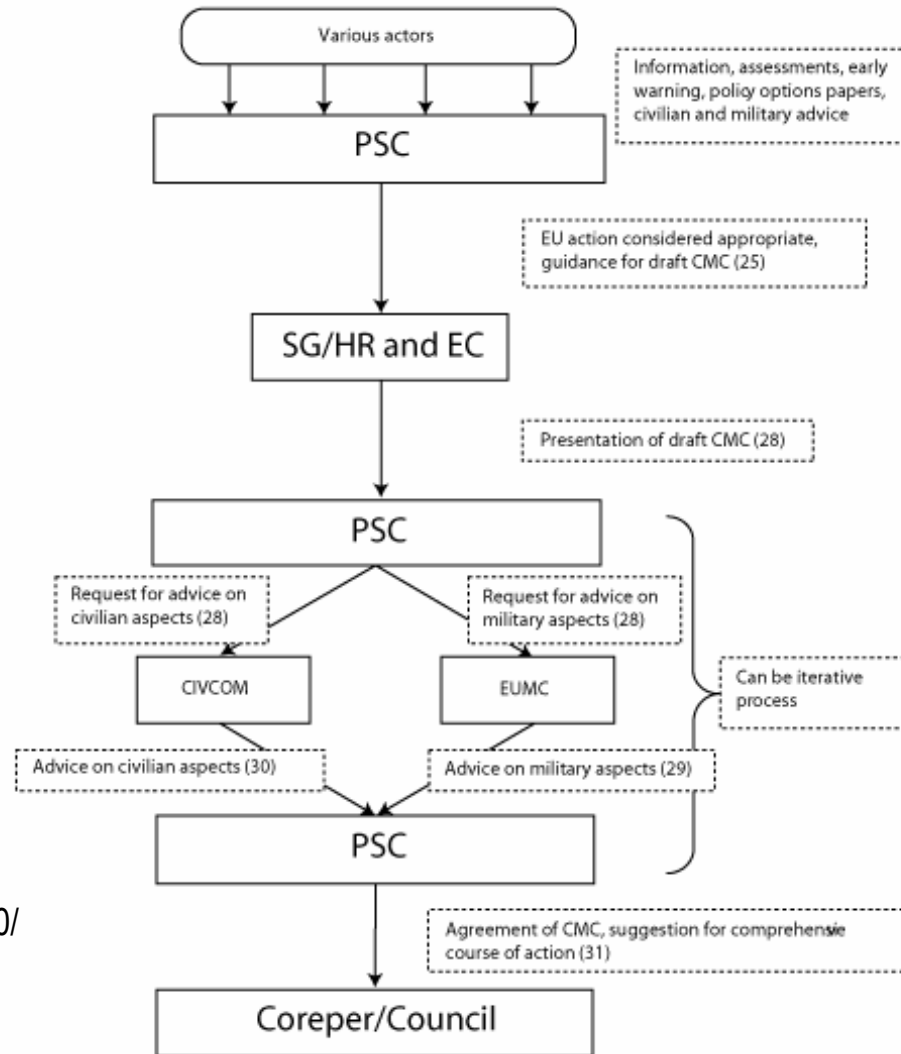 Various actors
Information, assessments, early
warning, policy options papers,
civilian and military advice
PSC
EU action considered appropriate,
guidance for draft CMC (25)
SG/HR and EC
Presentation of draft CMC (28)
PSC
Request for advice on
civilian aspects (28)
Request for advice on
military aspects (28)
CIVCOM
EUMC
Can be iterative
process
Advice on civilian aspects (30)
Advice on military aspects (29)
PSC
0/
Agreement of CMC, suggestion for comprehensive
course of action (31)
Coreper/Council